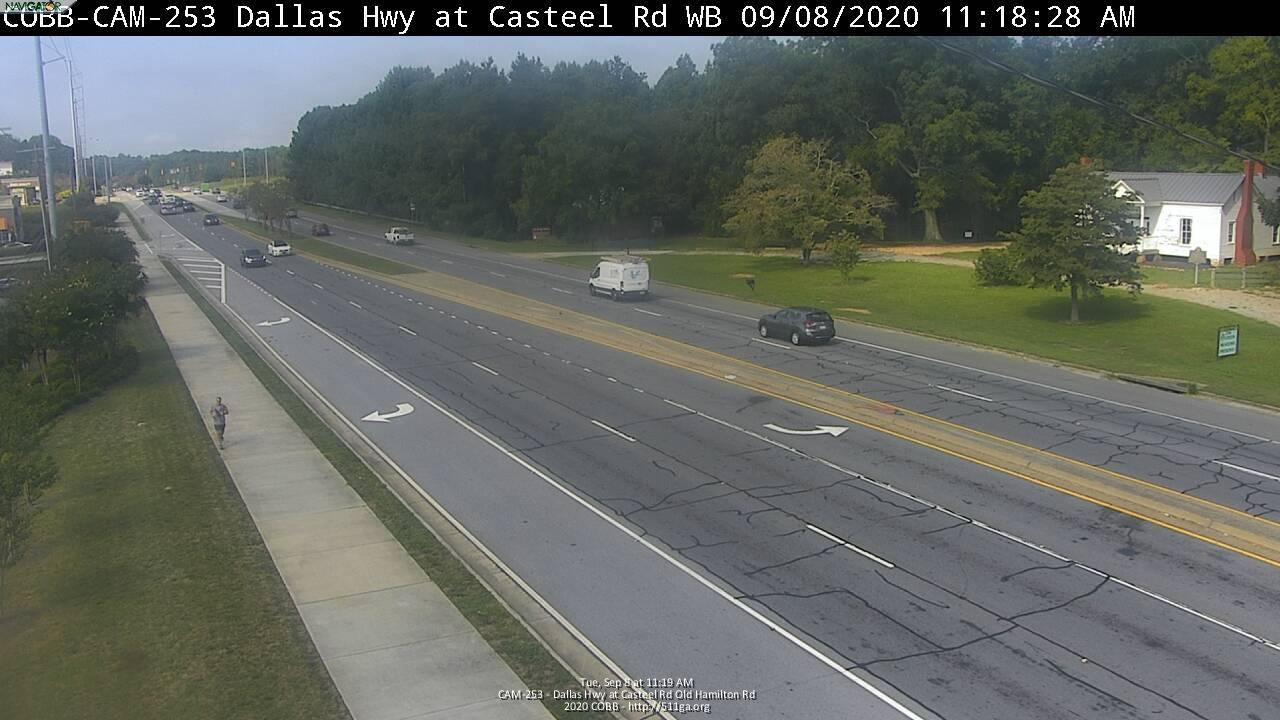 NAVIGATOR
COBB-CAM-253 Dallas Hwy at Casteel Rd WB 09/08/2020 11:18:28 AM
Tue, Sep 8 at 11:19 AM
CAM-253 - Dallas Hwy at Casteel Rd Old Hamilton Rd
2020 COBB - http://511ga.org